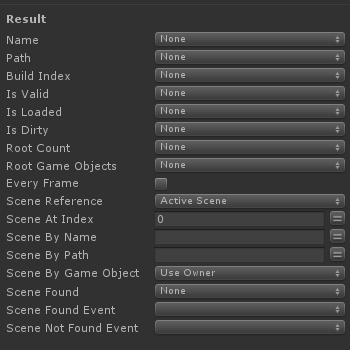 Result
Name None
Path None
Build Index None
Is Valid None
Is Loaded None
Is Dirty None
Root Count None
Root Game Objects None
Every Frame
Scene Reference Active Scene
Scene At Index 0
Scene By Name
Scene By Path
Scene By Game Object Use Owner
Scene Found None
Scene Found Event
Scene Not Found Event